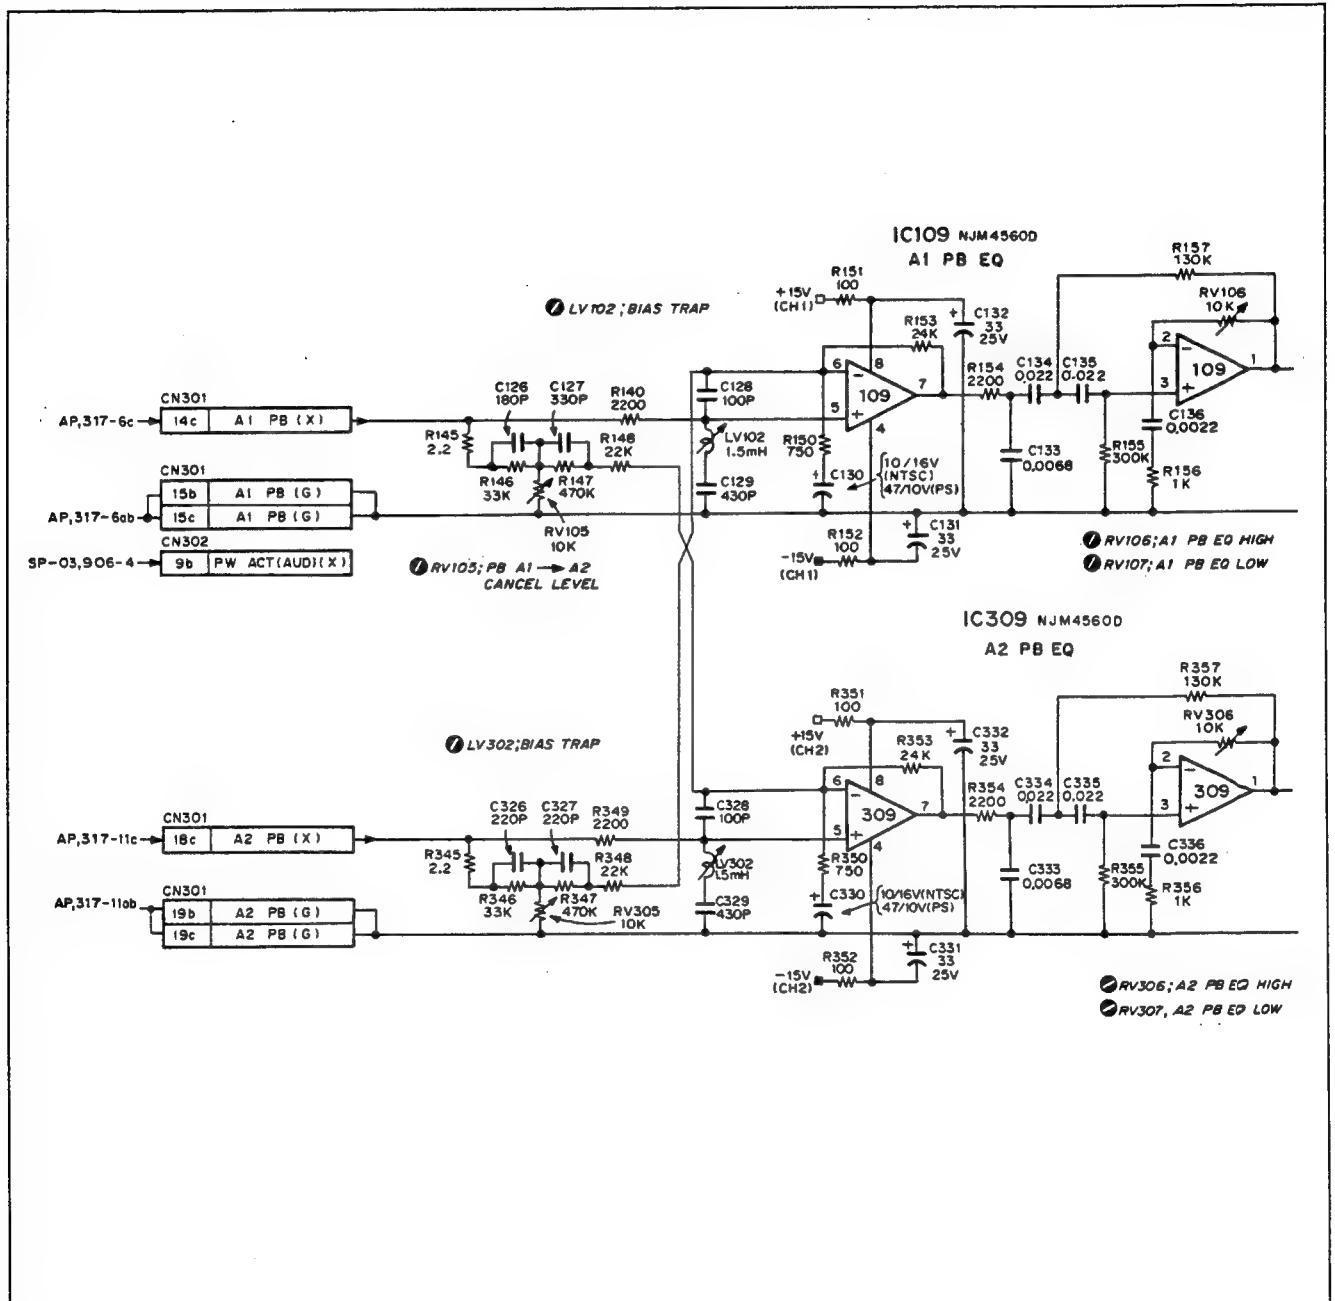 IC109 NJM4560D
A1 PB EQ
R157
130K
R151
100
+15V
(CH1)
RV106
10K
LV102;BIAS TRAP
C132
33
25V
R153
24K
6
8
7
5
4
109
R154
2200
C134
0.022
C135
0.022
2
3
1
109
C126
180P
C127
330P
R140
2200
C128
100P
C136
0.0022
CN301
AP,317-6c
14c A1 PB (X)
R145
2.2
R148
22K
LV102
1.5mH
R150
750
C133
0.0068
R155
300K
R146
33K
R147
470K
C129
430P
C130
10/16V
(NTSC)
47/10V(PS)
R156
1K
CN301
15b A1 PB (G)
AP,317-6ab
15c A1 PB (G)
RV105
10K
R152
100
C131
33
25V
CN302
SP-03,906-4
9b PW ACT(AUD)(X)
-15V
(CH1)
RV106;A1 PB EQ HIGH
RV107;A1 PB EQ LOW
RV105;PB A1 → A2
CANCEL LEVEL
IC309 NJM4560D
A2 PB EQ
R357
130K
R351
100
+15V
(CH2)
RV306
10K
LV302;BIAS TRAP
C332
33
25V
R353
24K
6
8
7
5
4
309
R354
2200
C334
0.022
C335
0.022
2
3
1
309
C326
220P
C327
220P
R349
2200
C328
100P
C336
0.0022
CN301
AP,317-11c
18c A2 PB (X)
R345
2.2
R348
22K
LV302
1.5mH
R350
750
C333
0.0068
R355
300K
R346
33K
R347
470K
C329
430P
C330
10/16V(NTSC)
47/10V(PS)
R356
1K
CN301
AP,317-11ab
19b A2 PB (G)
19c A2 PB (G)
RV305
10K
R352
100
C331
33
25V
-15V
(CH2)
RV306;A2 PB EQ HIGH
RV307,A2 PB EQ LOW